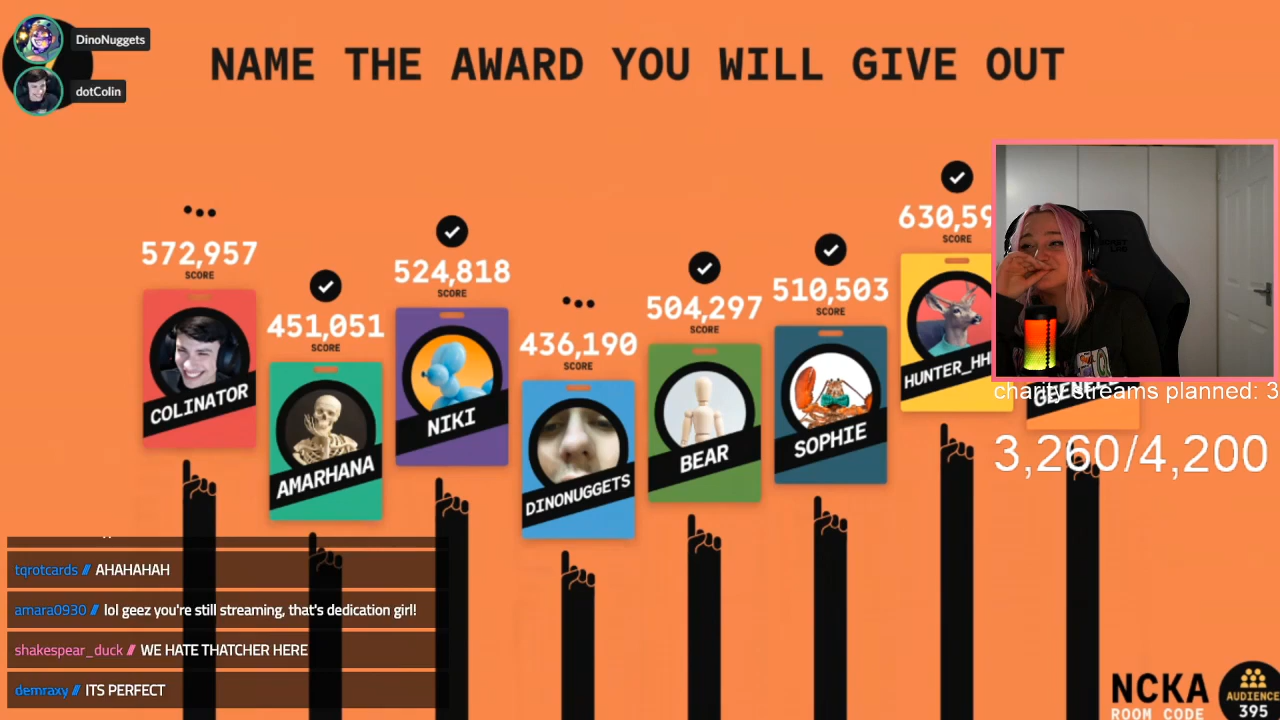 DinoNuggets
dotColin
NAME THE AWARD YOU WILL GIVE OUT
572,957
SCORE
COLINATOR
451,051
SCORE
AMARHANA
524,818
SCORE
NIKI
436,190
SCORE
DINONUGGETS
504,297
SCORE
BEAR
510,503
SCORE
SOPHIE
630,59
SCORE
HUNTER_HH
charity streams planned: 3
3,260/4,200
tqrotcards // AHAHAHAH
amara0930 // lol geez you're still streaming, that's dedication girl!
shakespear_duck // WE HATE THATCHER HERE
demraxy // ITS PERFECT
NCKA
ROOM CODE
AUDIENCE
395